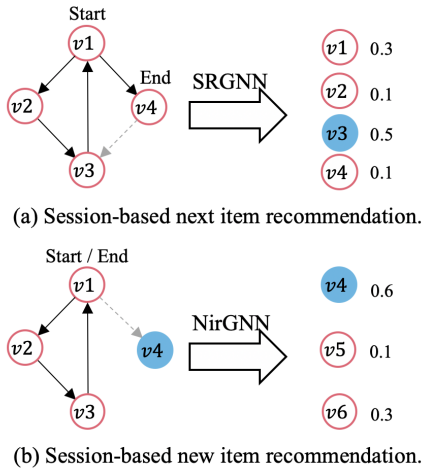 Start
v1
End
v2
v4
v3
SRGNN
v1 0.3
v2 0.1
v3 0.5
v4 0.1
(a) Session-based next item recommendation.
Start / End
v1
v2
v4
v3
NirGNN
v4 0.6
v5 0.1
v6 0.3
(b) Session-based new item recommendation.